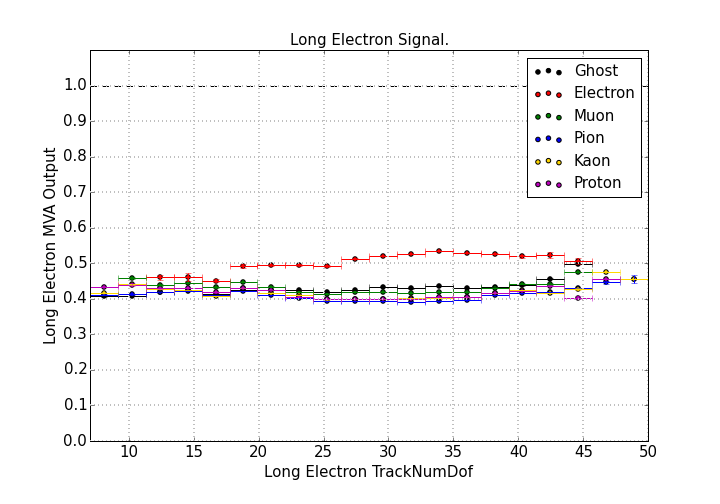 Long Electron Signal.
Ghost
Electron
Muon
Pion
Kaon
Proton
Long Electron MVA Output
1.0
0.9
0.8
0.7
0.6
0.5
0.4
0.3
0.2
0.1
0.0
10 15 20 25 30 35 40 45 50
Long Electron TrackNumDof